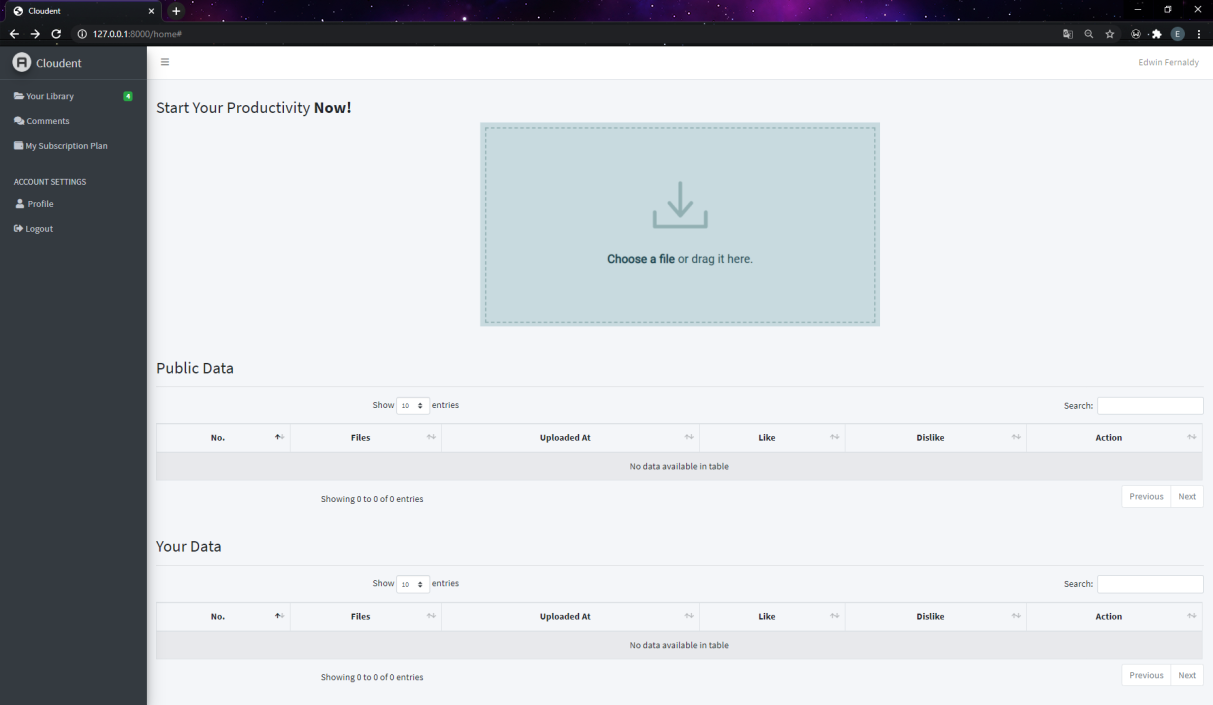 Cloudent
127.0.0.1:8000/home#
E
Cloudent
Edwin Fernaldy
Your Library 4
Comments
My Subscription Plan
ACCOUNT SETTINGS
Profile
Logout
Start Your Productivity Now!
Choose a file or drag it here.
Public Data
Show 10 entries
Search:
No. Files Uploaded At Like Dislike Action
No data available in table
Showing 0 to 0 of 0 entries
Previous Next
Your Data
Show 10 entries
Search:
No. Files Uploaded At Like Dislike Action
No data available in table
Showing 0 to 0 of 0 entries
Previous Next